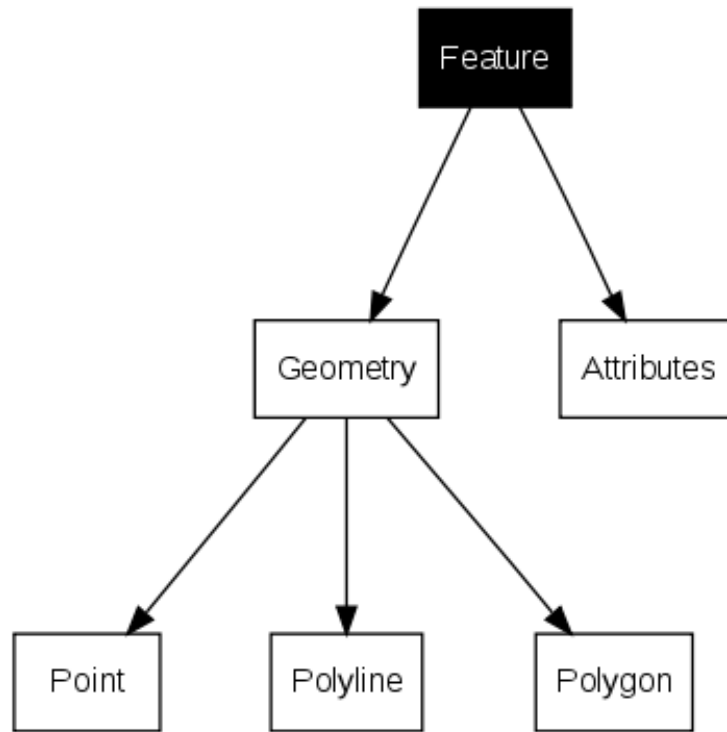 Feature
Geometry
Attributes
Point
Polyline
Polygon